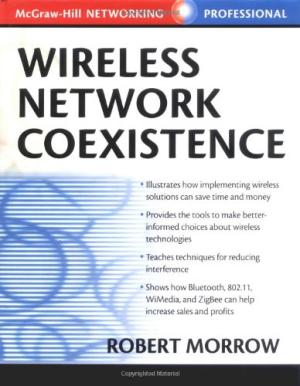 McGraw-Hill NETWORKING PROFESSIONAL
WIRELESS
NETWORK
COEXISTENCE
• Illustrates how implementing wireless
solutions can save time and money
• Provides the tools to make better-
informed choices about wireless
technologies
• Teaches techniques for reducing
interference
• Shows how Bluetooth, 802.11,
WiMedia, and ZigBee can help
increase sales and profits
ROBERT MORROW
Copyrighted Material